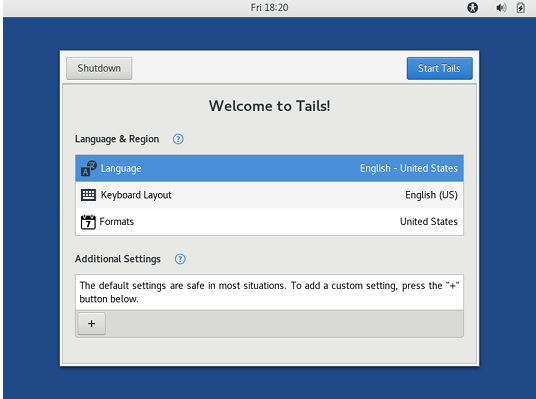 Fri 18:20
Shutdown
Start Tails
Welcome to Tails!
Language & Region ?
Language English - United States
Keyboard Layout English (US)
7 Formats United States
Additional Settings ?
The default settings are safe in most situations. To add a custom setting, press the "+"
button below.
+